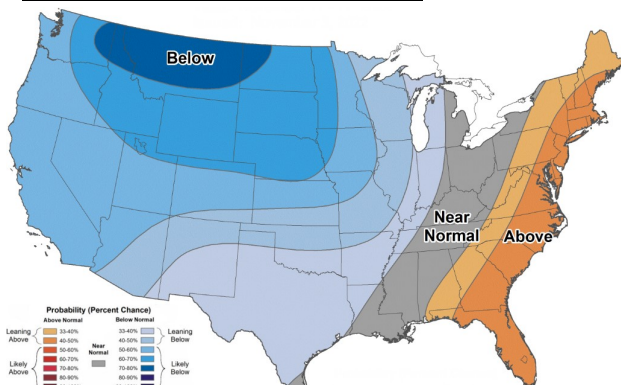 Below
Near
Normal
Above
Probability (Percent Chance)
Above Normal
Below Normal
Leaning
Above
33-40%
40-50%
Likely
Above
50-60%
60-70%
70-80%
80-90%
Near
Normal
33-40%
40-50%
Leaning
Below
50-60%
60-70%
70-80%
80-90%
Likely
Below